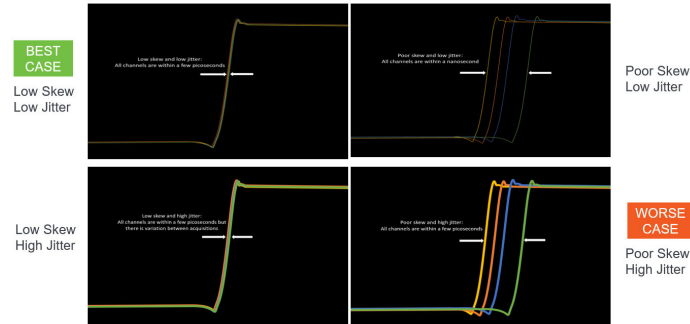 BEST
CASE
Low Skew
Low Jitter
Low skew and low jitter:
All channels are within a few picoseconds
Poor skew and low jitter:
All channels are within a nanosecond
Poor Skew
Low Jitter
Low Skew
High Jitter
Low skew and high jitter:
All channels are within a few picoseconds but
there is variation between acquisitions
Poor skew and high jitter:
All channels are within a few picoseconds
WORSE
CASE
Poor Skew
High Jitter